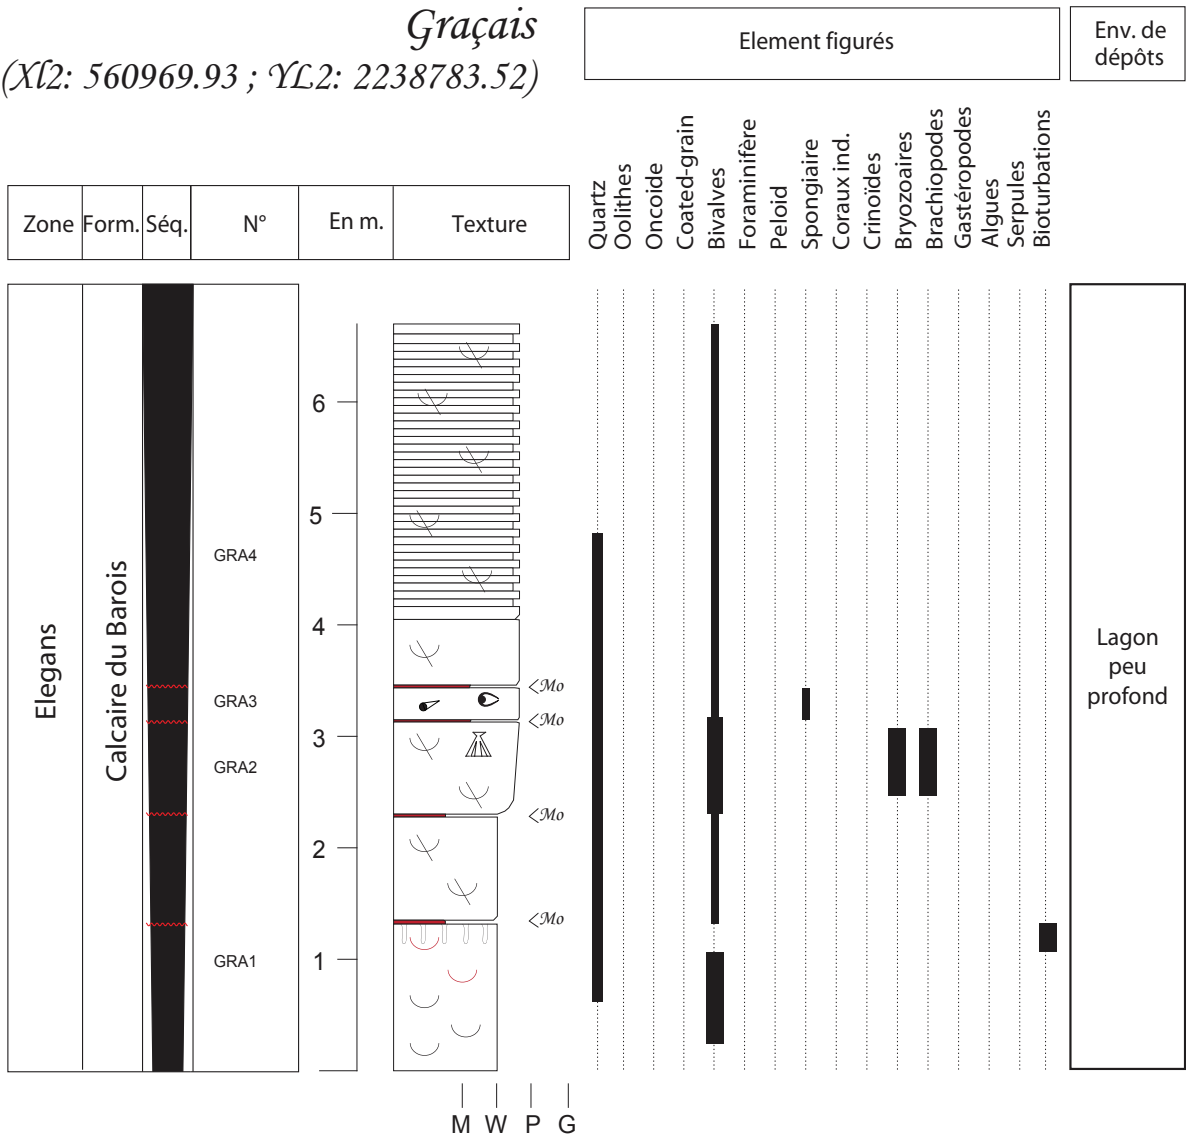 Graçais
(Xl2: 560969.93 ; YL2: 2238783.52)
Element figurés
Env. de
dépôts
Zone Form. Séq. N° En m. Texture
Quartz
Oolithes
Oncoide
Coated-grain
Bivalves
Foraminifère
Peloid
Spongiaire
Coraux ind.
Crinoïdes
Bryozoaires
Brachiopodes
Gastéropodes
Algues
Serpules
Bioturbations
Elegans
Calcaire du Barois
GRA4
GRA3
GRA2
GRA1
6
5
4
3
2
1
<Mo
<Mo
<Mo
<Mo
Lagon
peu
profond
M W P G